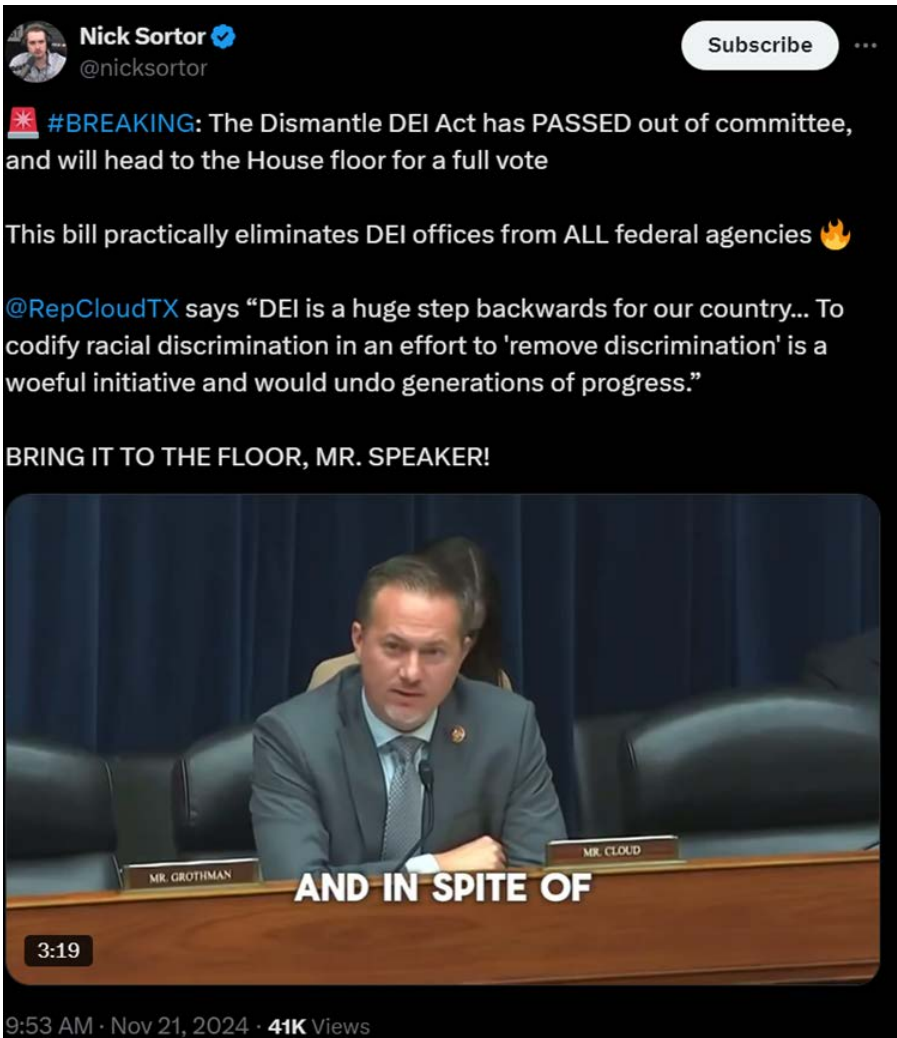 Nick Sortor
@nicksortor
Subscribe
#BREAKING: The Dismantle DEI Act has PASSED out of committee,
and will head to the House floor for a full vote
This bill practically eliminates DEI offices from ALL federal agencies 🔥
@RepCloudTX says “DEI is a huge step backwards for our country... To
codify racial discrimination in an effort to 'remove discrimination' is a
woeful initiative and would undo generations of progress.”
BRING IT TO THE FLOOR, MR. SPEAKER!
MR. GROTHMAN
MR. CLOUD
AND IN SPITE OF
3:19
9:53 AM · Nov 21, 2024 · 41K Views